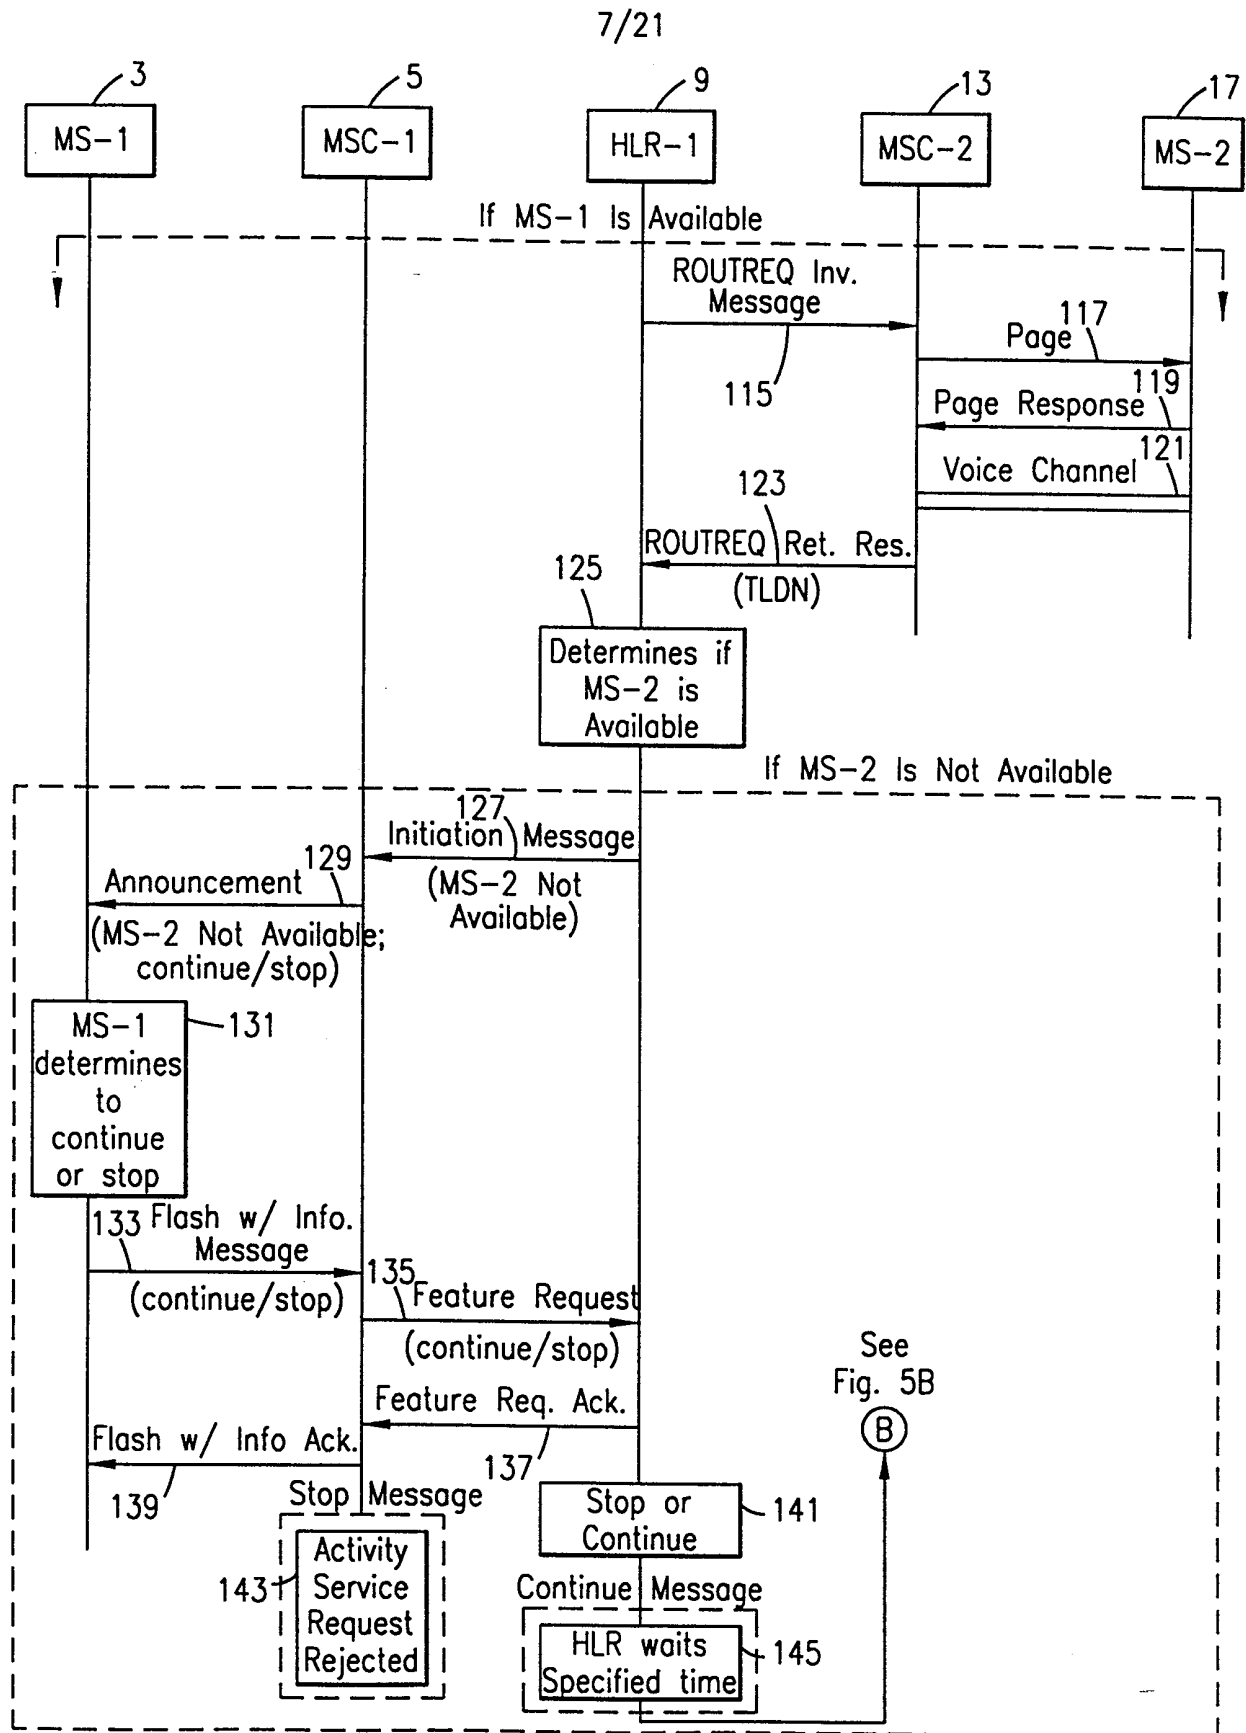 7/21
3
5
9
13
17
MS-1
MSC-1
HLR-1
MSC-2
MS-2
If MS-1 Is Available
ROUTREQ Inv.
Message
115
117
Page
119
Page Response
121
Voice Channel
123
ROUTREQ Ret. Res.
(TLDN)
125
Determines if
MS-2 is
Available
If MS-2 Is Not Available
127
Initiation Message
(MS-2 Not
Available)
129
Announcement
(MS-2 Not Available;
continue/stop)
MS-1
determines
to
continue
or stop
131
133
Flash w/ Info.
Message
(continue/stop)
135
Feature Request
(continue/stop)
See
Fig. 5B
B
Feature Req. Ack.
137
Flash w/ Info Ack.
139
Stop Message
Stop or
Continue
141
Activity
Service
Request
Rejected
143
Continue Message
HLR waits
Specified time
145